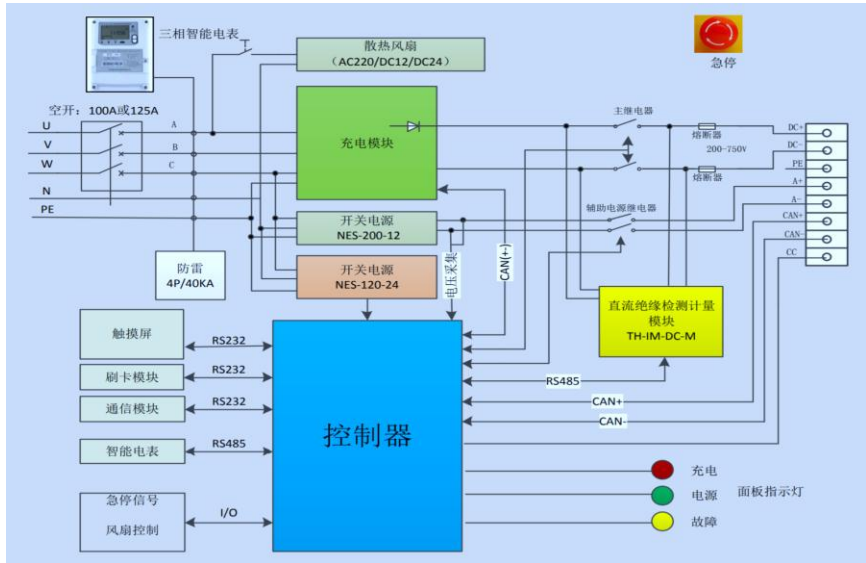 三相智能电表
散热风扇
（AC220/DC12/DC24）
急停
空开：100A或125A
U
V
W
N
PE
A
B
C
充电模块
主继电器
熔断器
200-750V
熔断器
DC+
DC-
PE
A+
A-
CAN+
CAN-
CC
辅助电源继电器
开关电源
NES-200-12
开关电源
NES-120-24
电压采集
CAN(+-)
防雷
4P/40KA
直流绝缘检测计量
模块
TH-IM-DC-M
触摸屏
RS232
刷卡模块
RS232
通信模块
RS232
智能电表
RS485
急停信号
风扇控制
I/O
控制器
RS485
CAN+
CAN-
充电
电源
故障
面板指示灯